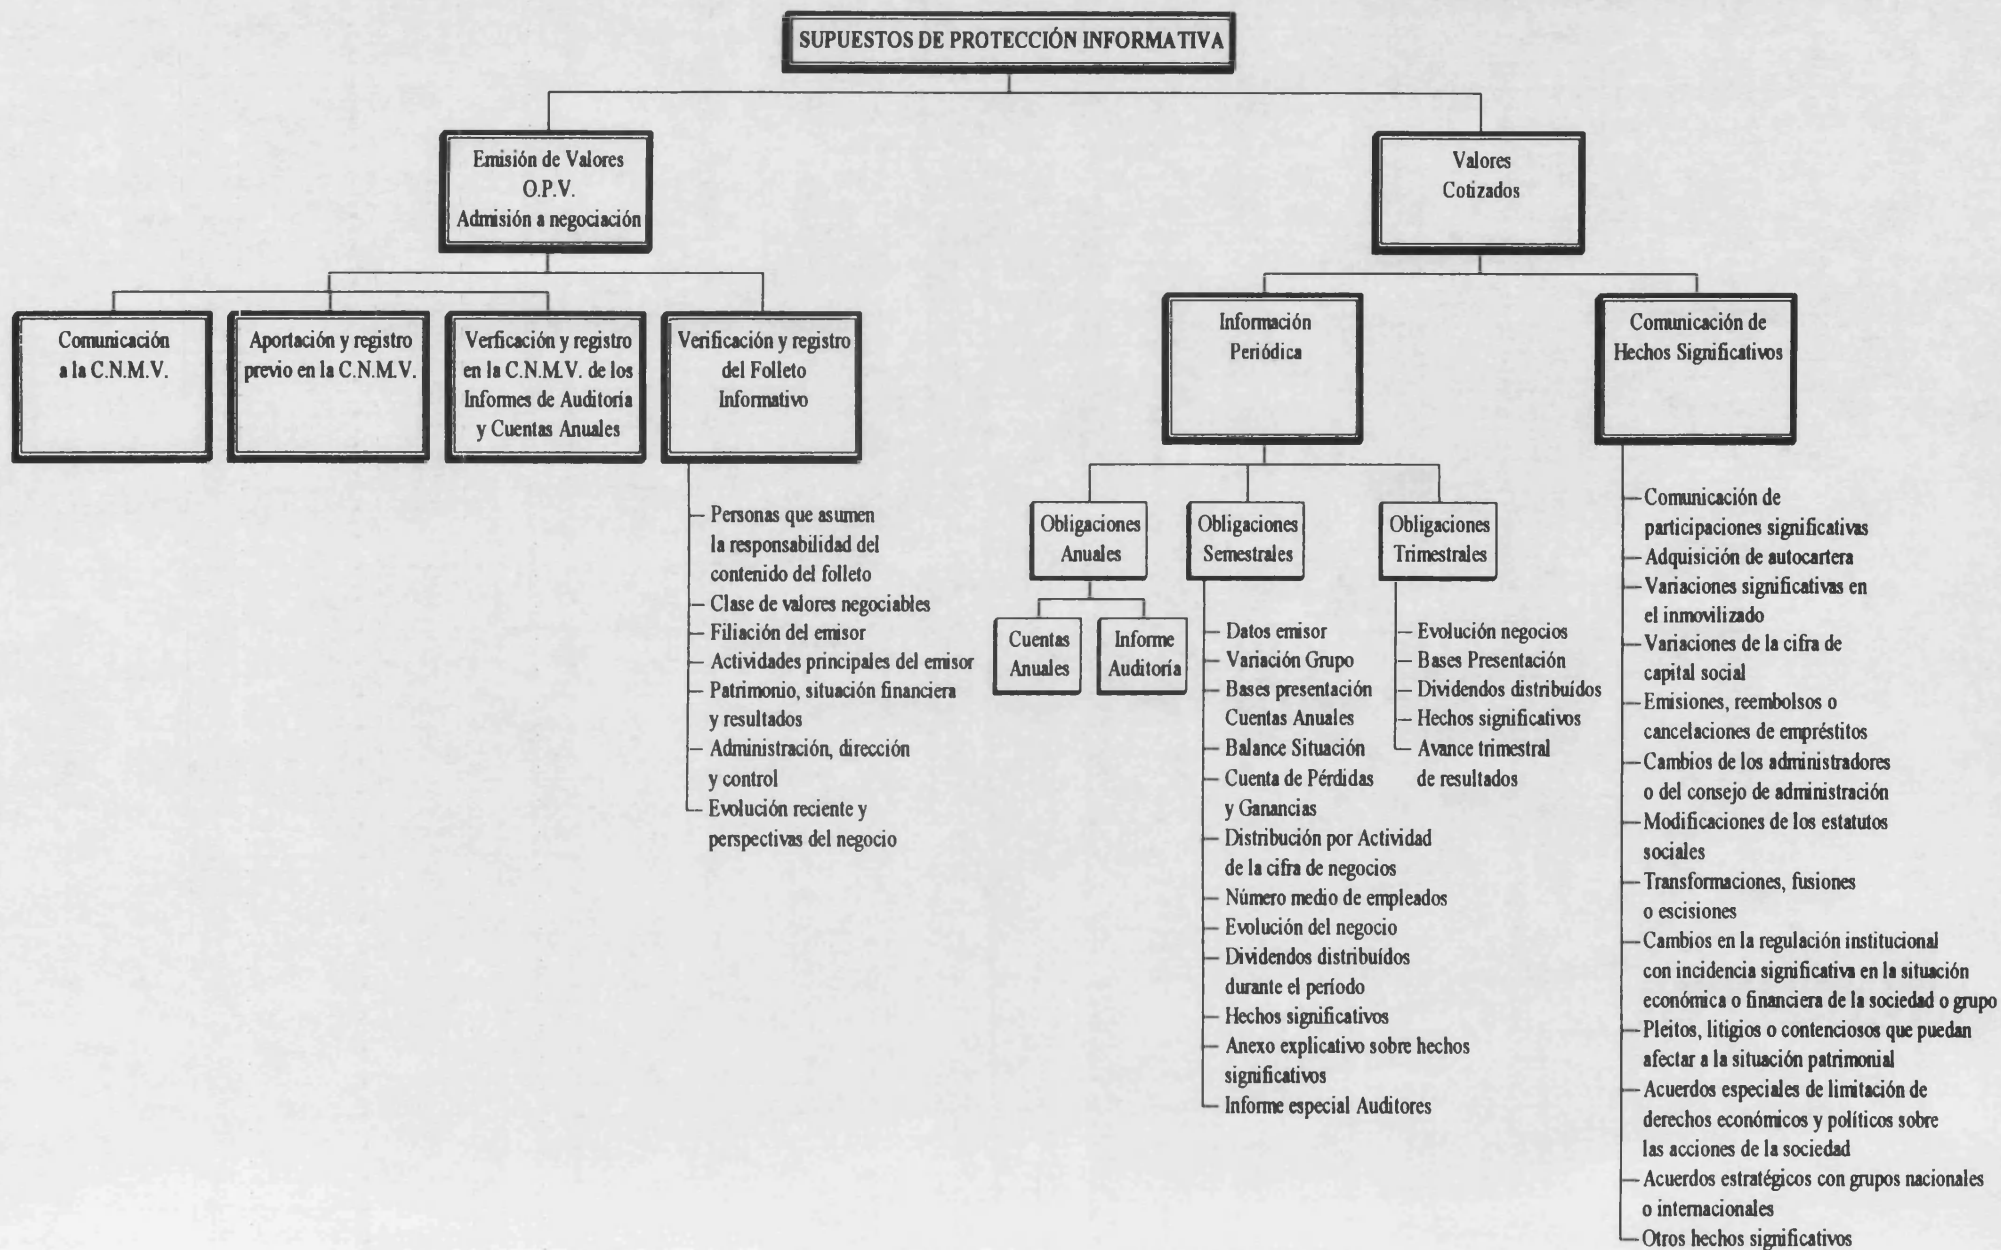 SUPUESTOS DE PROTECCIÓN INFORMATIVA
Emisión de Valores
O.P.V.
Admisión a negociación
Valores
Cotizados
Comunicación
a la C.N.M.V.
Aportación y registro
previo en la C.N.M.V.
Verficación y registro
en la C.N.M.V. de los
Informes de Auditoría
y Cuentas Anuales
Verificación y registro
del Folleto
Informativo
Personas que asumen
la responsabilidad del
contenido del folleto
Clase de valores negociables
Filiación del emisor
Actividades principales del emisor
Patrimonio, situación financiera
y resultados
Administración, dirección
y control
Evolución reciente y
perspectivas del negocio
Información
Periódica
Obligaciones
Anuales
Cuentas
Anuales
Informe
Auditoría
Obligaciones
Semestrales
Datos emisor
Variación Grupo
Bases presentación
Cuentas Anuales
Balance Situación
Cuenta de Pérdidas
y Ganancias
Distribución por Actividad
de la cifra de negocios
Número medio de empleados
Evolución del negocio
Dividendos distribuídos
durante el período
Hechos significativos
Anexo explicativo sobre hechos
significativos
Informe especial Auditores
Obligaciones
Trimestrales
Evolución negocios
Bases Presentación
Dividendos distribuídos
Hechos significativos
Avance trimestral
de resultados
Comunicación de
Hechos Significativos
Comunicación de
participaciones significativas
Adquisición de autocartera
Variaciones significativas en
el inmovilizado
Variaciones de la cifra de
capital social
Emisiones, reembolsos o
cancelaciones de empréstitos
Cambios de los administradores
o del consejo de administración
Modificaciones de los estatutos
sociales
Transformaciones, fusiones
o escisiones
Cambios en la regulación institucional
con incidencia significativa en la situación
económica o financiera de la sociedad o grupo
Pleitos, litigios o contenciosos que puedan
afectar a la situación patrimonial
Acuerdos especiales de limitación de
derechos económicos y políticos sobre
las acciones de la sociedad
Acuerdos estratégicos con grupos nacionales
o internacionales
Otros hechos significativos